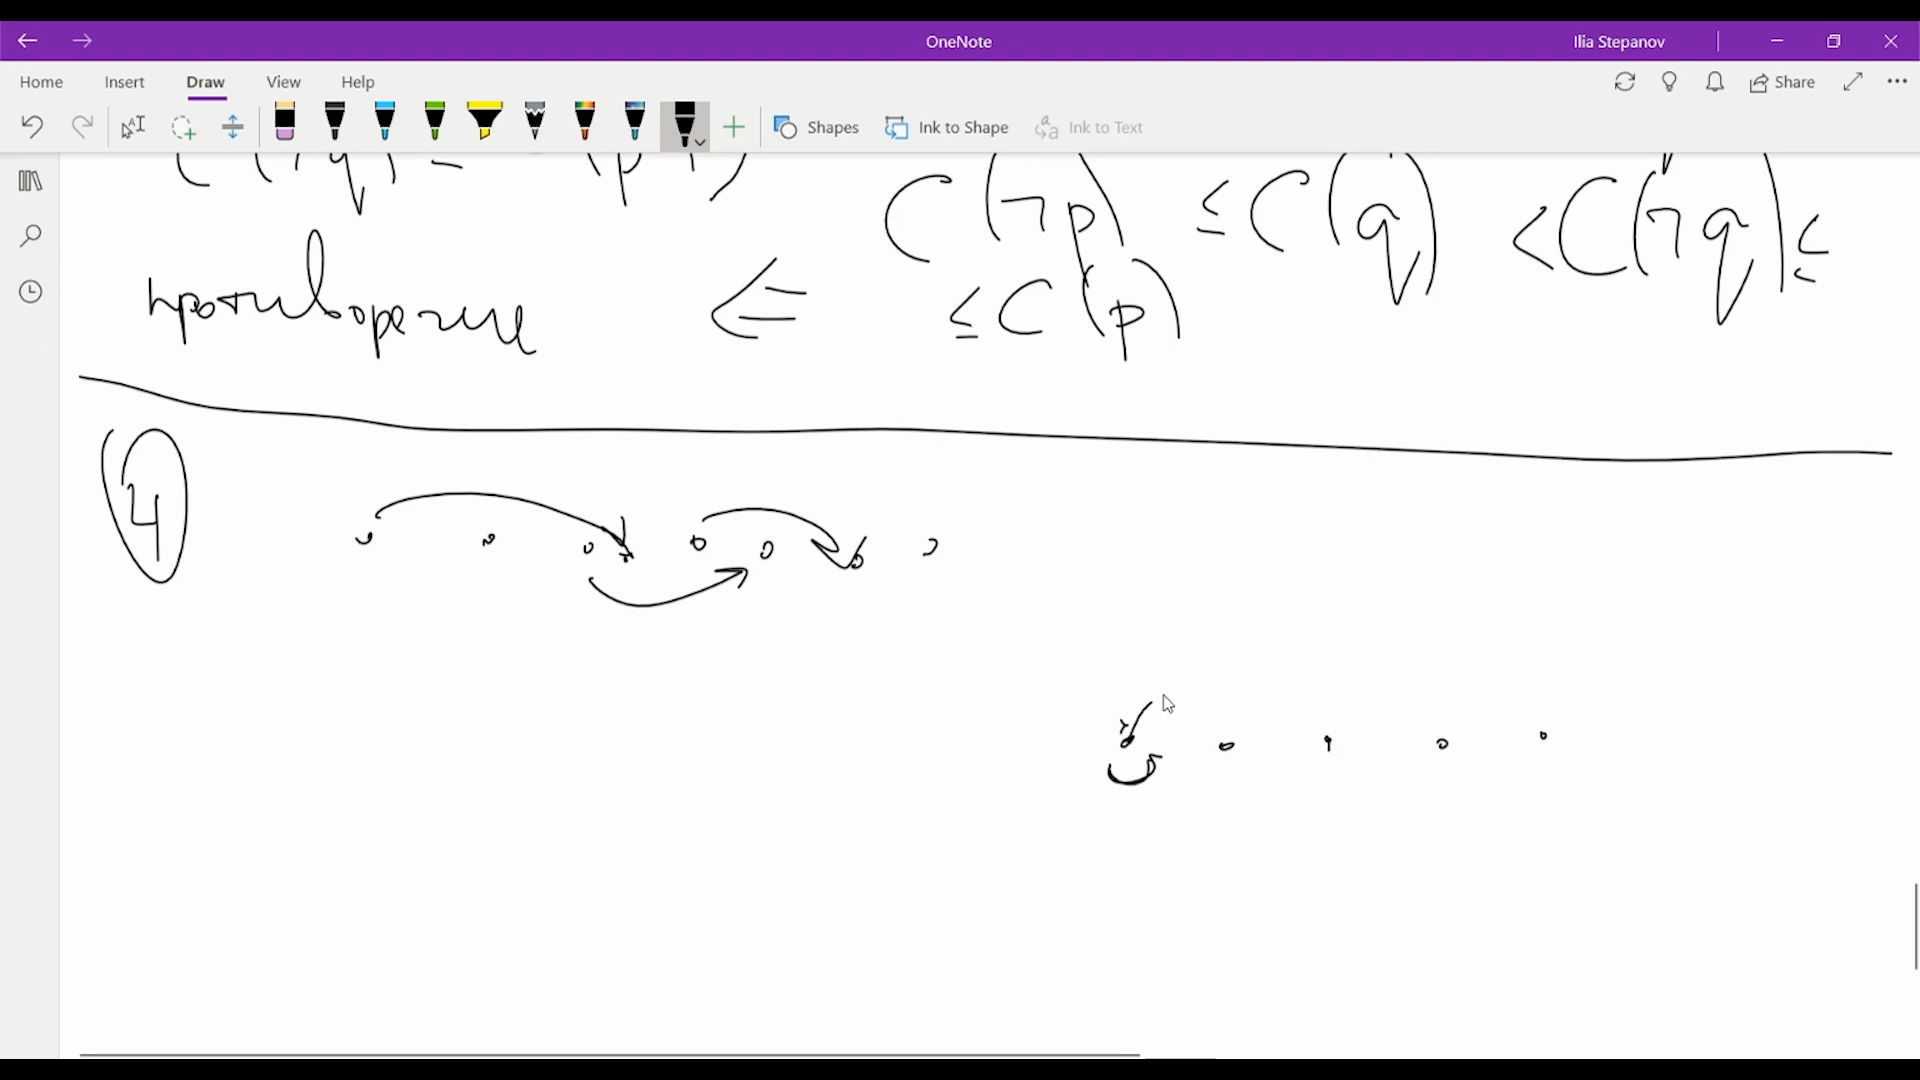 OneNote
Ilia Stepanov
Home Insert Draw View Help
Share
Shapes Ink to Shape Ink to Text
C(¬p) ≤ C(q) < C(¬q) ≤
противоречие ⇐ ≤ C(p)
4